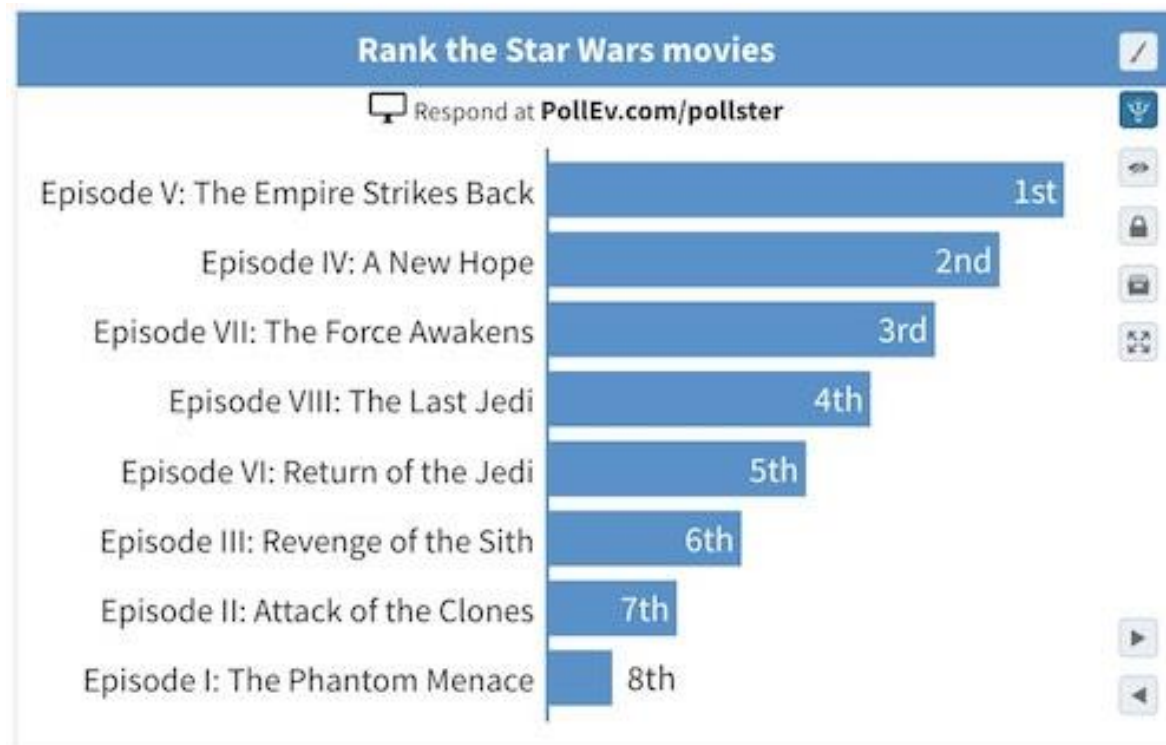 Rank the Star Wars movies
Respond at PollEv.com/pollster
Episode V: The Empire Strikes Back 1st
Episode IV: A New Hope 2nd
Episode VII: The Force Awakens 3rd
Episode VIII: The Last Jedi 4th
Episode VI: Return of the Jedi 5th
Episode III: Revenge of the Sith 6th
Episode II: Attack of the Clones 7th
Episode I: The Phantom Menace 8th